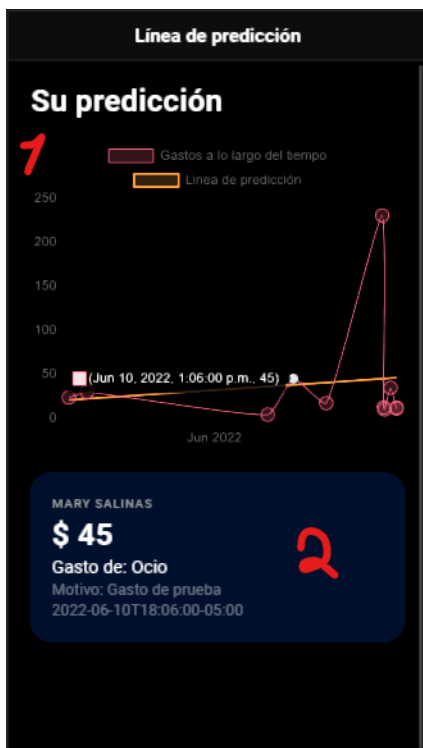 Línea de predicción
Su predicción
1
Gastos a lo largo del tiempo
Línea de predicción
250
200
150
100
50
(Jun 10, 2022, 1:06:00 p.m., 45)
0
Jun 2022
MARY SALINAS
$ 45
Gasto de: Ocio
2
Motivo: Gasto de prueba
2022-06-10T18:06:00-05:00